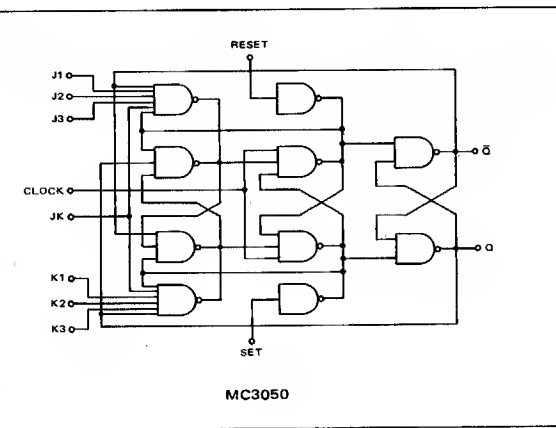 RESET
J1
J2
J3
Q̅
CLOCK
JK
Q
K1
K2
K3
SET
MC3050